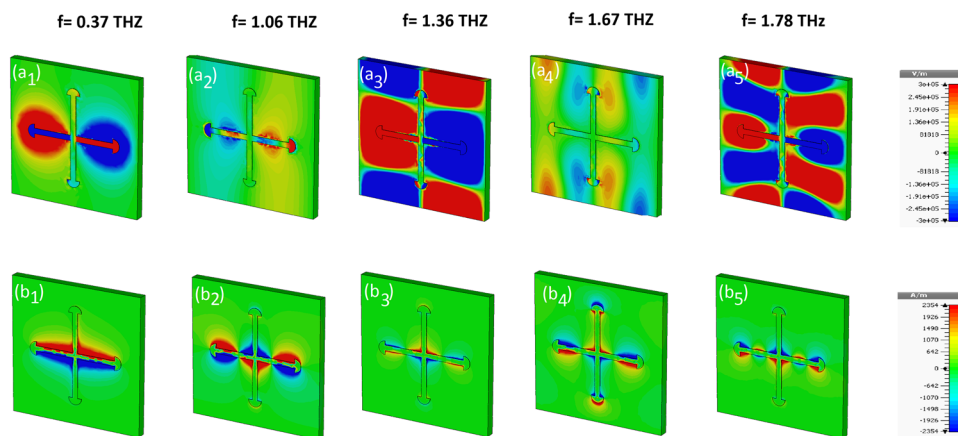 f= 0.37 THZ f= 1.06 THZ f= 1.36 THZ f= 1.67 THZ f= 1.78 THz
(a1) (a2) (a3) (a4) (a5)
V/m
3e+05
2.45e+05
1.36e+05
81818
0
-81818
-1.36e+05
-1.91e+05
-2.45e+05
-3e+05
(b1) (b2) (b3) (b4) (b5)
A/m
2354
1926
1498
1070
642
0
-642
-1070
-1498
-1926
-2354